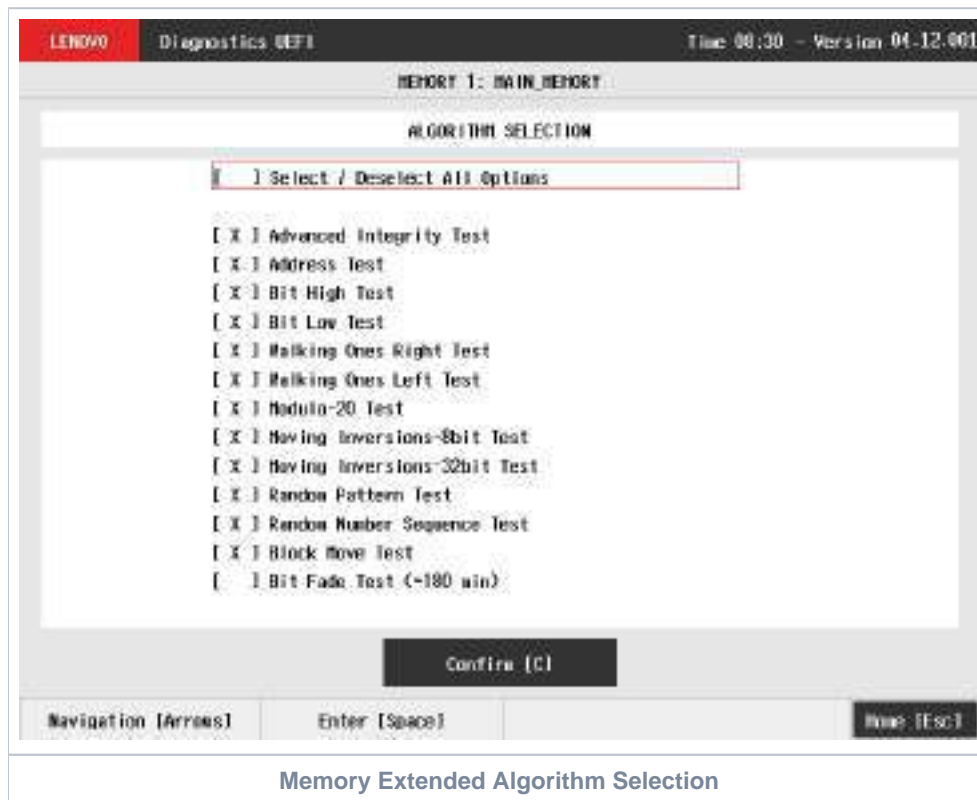 LENOVO Diagnostics UEFI Time 08:30 - Version 04.12.001
MEMORY 1: MAIN_MEMORY
ALGORITHM SELECTION
[ ] Select / Deselect All Options
[ X ] Advanced Integrity Test
[ X ] Address Test
[ X ] Bit High Test
[ X ] Bit Low Test
[ X ] Walking Ones Right Test
[ X ] Walking Ones Left Test
[ X ] Modulo-20 Test
[ X ] Moving Inversions-8bit Test
[ X ] Moving Inversions-32bit Test
[ X ] Random Pattern Test
[ X ] Random Number Sequence Test
[ X ] Block Move Test
[ ] Bit Fade Test (~180 min)
Confirm [C]
Navigation [Arrows] Enter [Space] Home [Esc]
Memory Extended Algorithm Selection